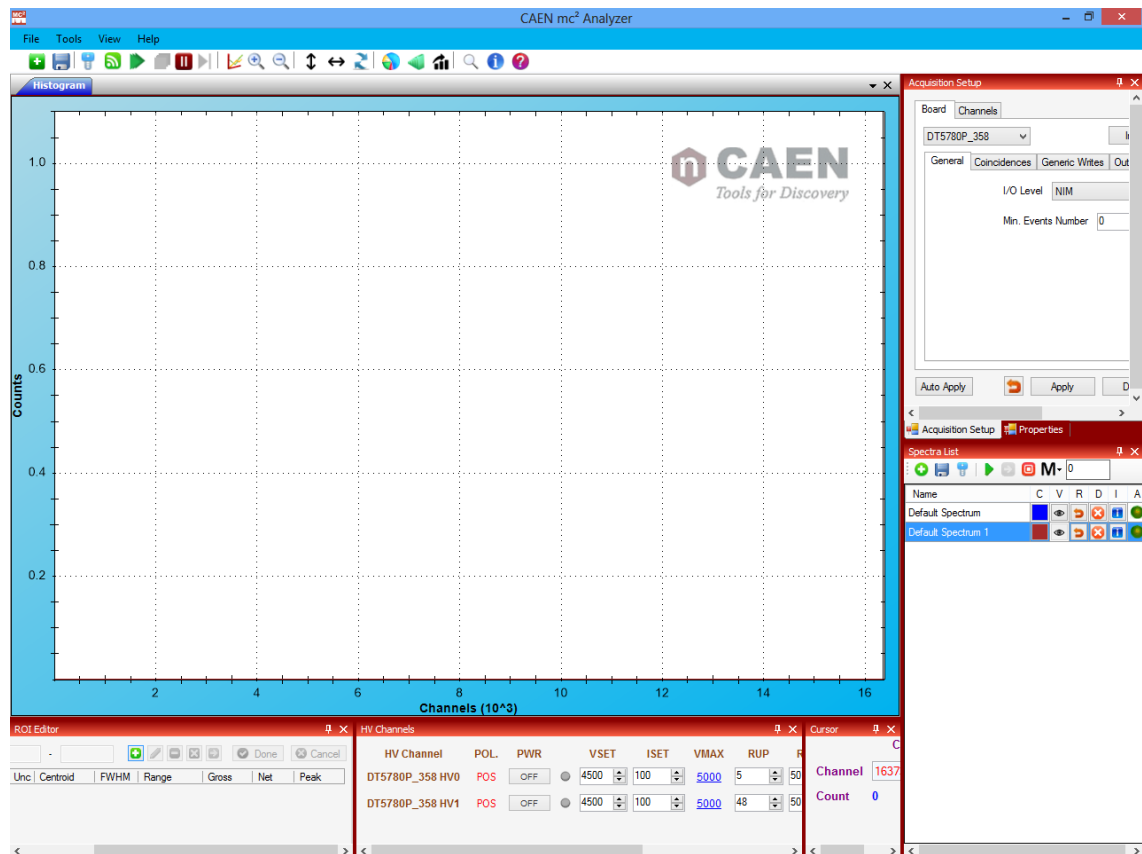 MC²
CAEN mc² Analyzer
File Tools View Help
Histogram
CAEN
Tools for Discovery
Counts
1.0
0.8
0.6
0.4
0.2
2 4 6 8 10 12 14 16
Channels (10^3)
Acquisition Setup
Board Channels
DT5780P_358
General Coincidences Generic Writes Out
I/O Level NIM
Min. Events Number 0
Auto Apply Apply D
Acquisition Setup Properties
Spectra List
M 0
Name C V R D I A
Default Spectrum
Default Spectrum 1
ROI Editor
- Done Cancel
Unc Centroid FWHM Range Gross Net Peak
HV Channels
HV Channel POL. PWR VSET ISET VMAX RUP R
DT5780P_358 HV0 POS OFF 4500 100 5000 5 50
DT5780P_358 HV1 POS OFF 4500 100 5000 48 50
Cursor
C
Channel 1637
Count 0